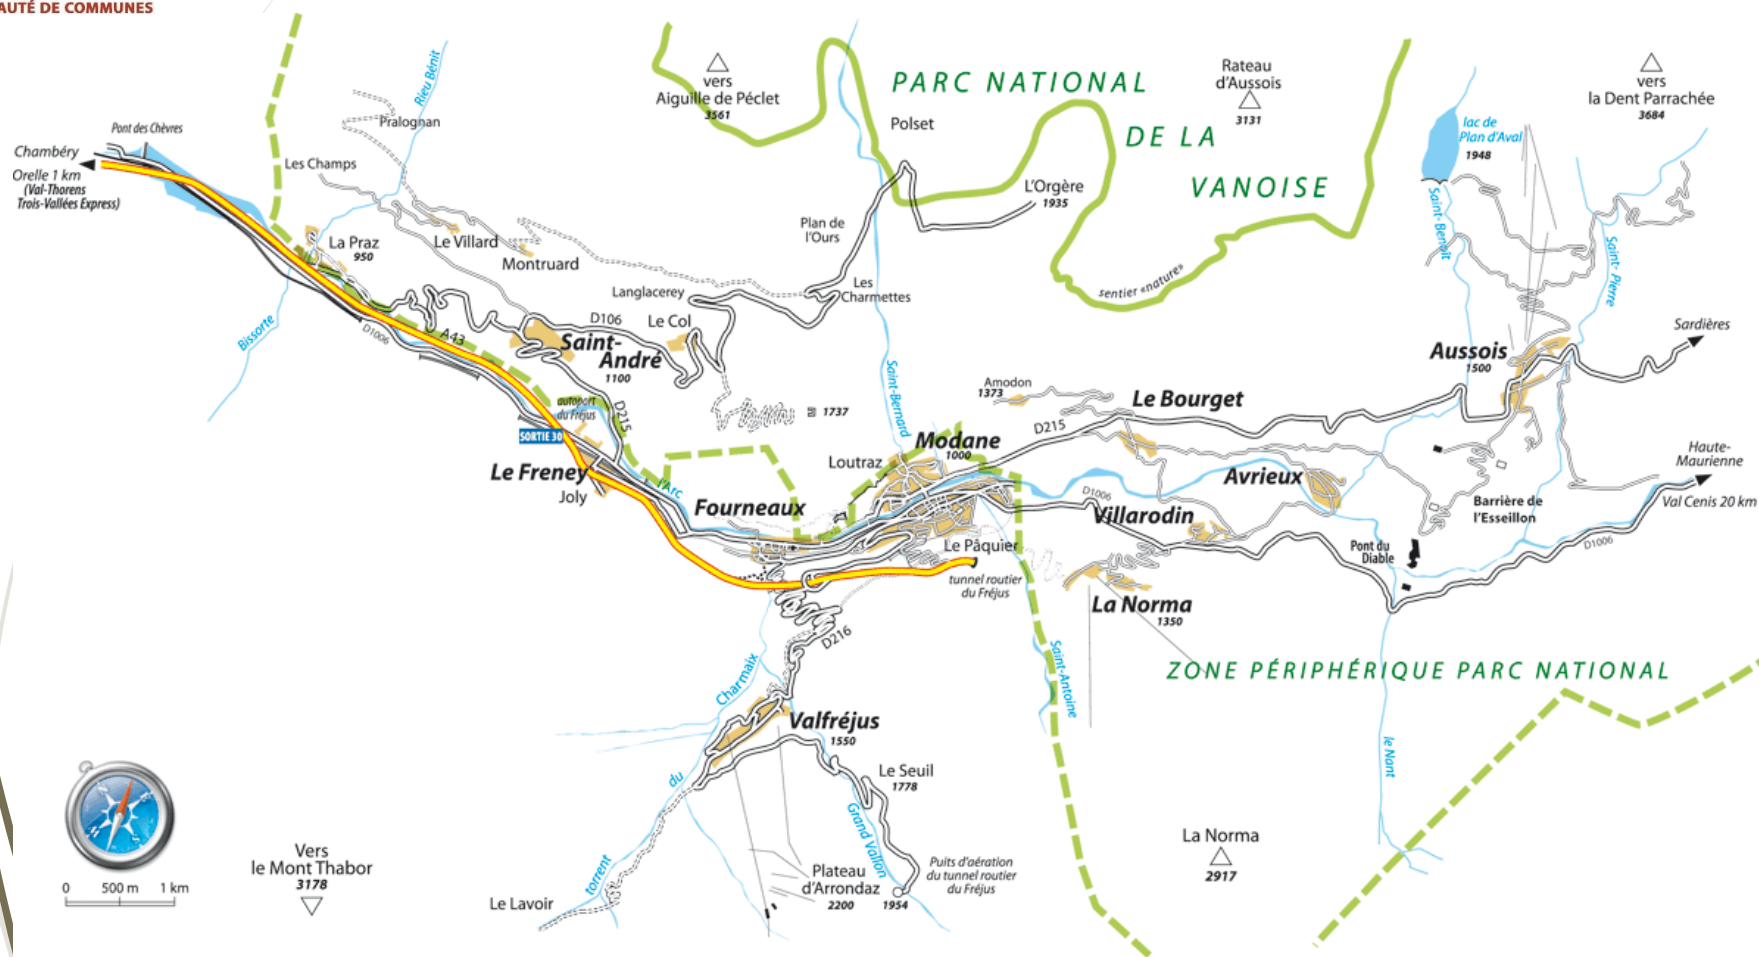 AUTÉ DE COMMUNES
Pont des Chèvres
Chambéry
Orelle 1 km
(Val-Thorens
Trois-Vallées Express)
Rieu Bénit
Pralognan
Les Champs
La Praz
950
Le Villard
Montruard
Bissorte
D1006
A43
vers
Aiguille de Péclet
3561
PARC NATIONAL
DE LA
VANOISE
Rateau
d'Aussois
3131
vers
la Dent Parrachée
3684
Polset
L'Orgère
1935
Plan de
l'Ours
Les
Charmettes
Langlacerey
Le Col
D106
Saint-
André
1100
sentier «nature»
lac de
Plan d'Aval
1948
Saint-Benoît
Saint-Pierre
Sardières
Aussois
1500
autoport
du Fréjus
D215
SORTIE 30
Le Freney
Joly
l'Arc
1737
Saint-Bernard
Amodon
1373
Le Bourget
D215
Modane
1000
Loutraz
Fourneaux
Avrieux
D1006
Villarodin
Haute-
Maurienne
Val Cenis 20 km
Barrière de
l'Esseillon
Pont du
Diable
D1006
Le Pâquier
tunnel routier
du Fréjus
La Norma
1350
D216
Saint-Antoine
ZONE PÉRIPHÉRIQUE PARC NATIONAL
Charmaix
du
torrent
Valfréjus
1550
Le Seuil
1778
Grand Vallon
le Nant
Plateau
d'Arrondaz
2200
1954
Puits d'aération
du tunnel routier
du Fréjus
La Norma
2917
Le Lavoir
Vers
le Mont Thabor
3178
0 500 m 1 km